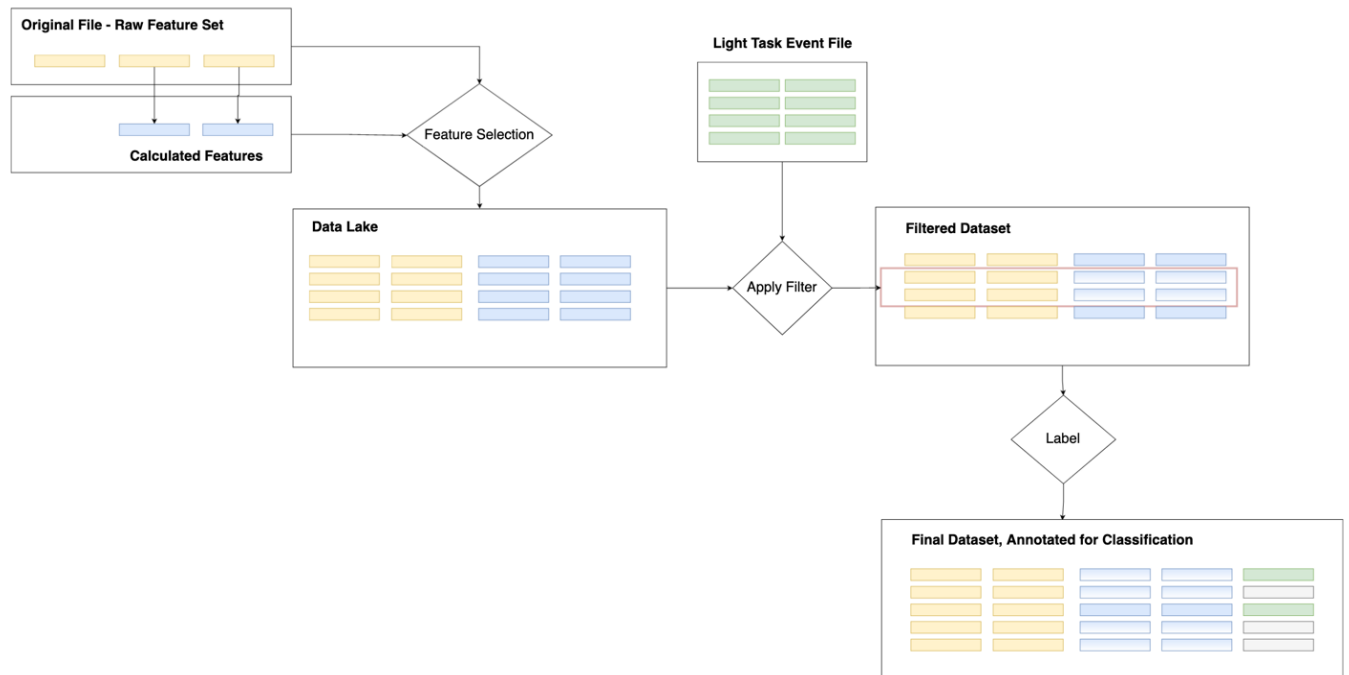 Original File - Raw Feature Set
Calculated Features
Feature Selection
Light Task Event File
Data Lake
Apply Filter
Filtered Dataset
Label
Final Dataset, Annotated for Classification